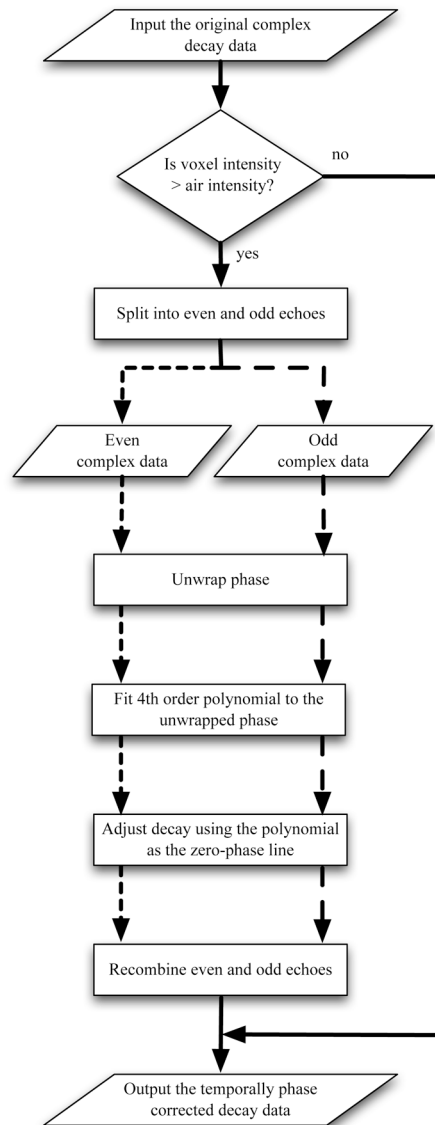 Input the original complex
decay data
Is voxel intensity
> air intensity?
no
yes
Split into even and odd echoes
Even
complex data
Odd
complex data
Unwrap phase
Fit 4th order polynomial to the
unwrapped phase
Adjust decay using the polynomial
as the zero-phase line
Recombine even and odd echoes
Output the temporally phase
corrected decay data